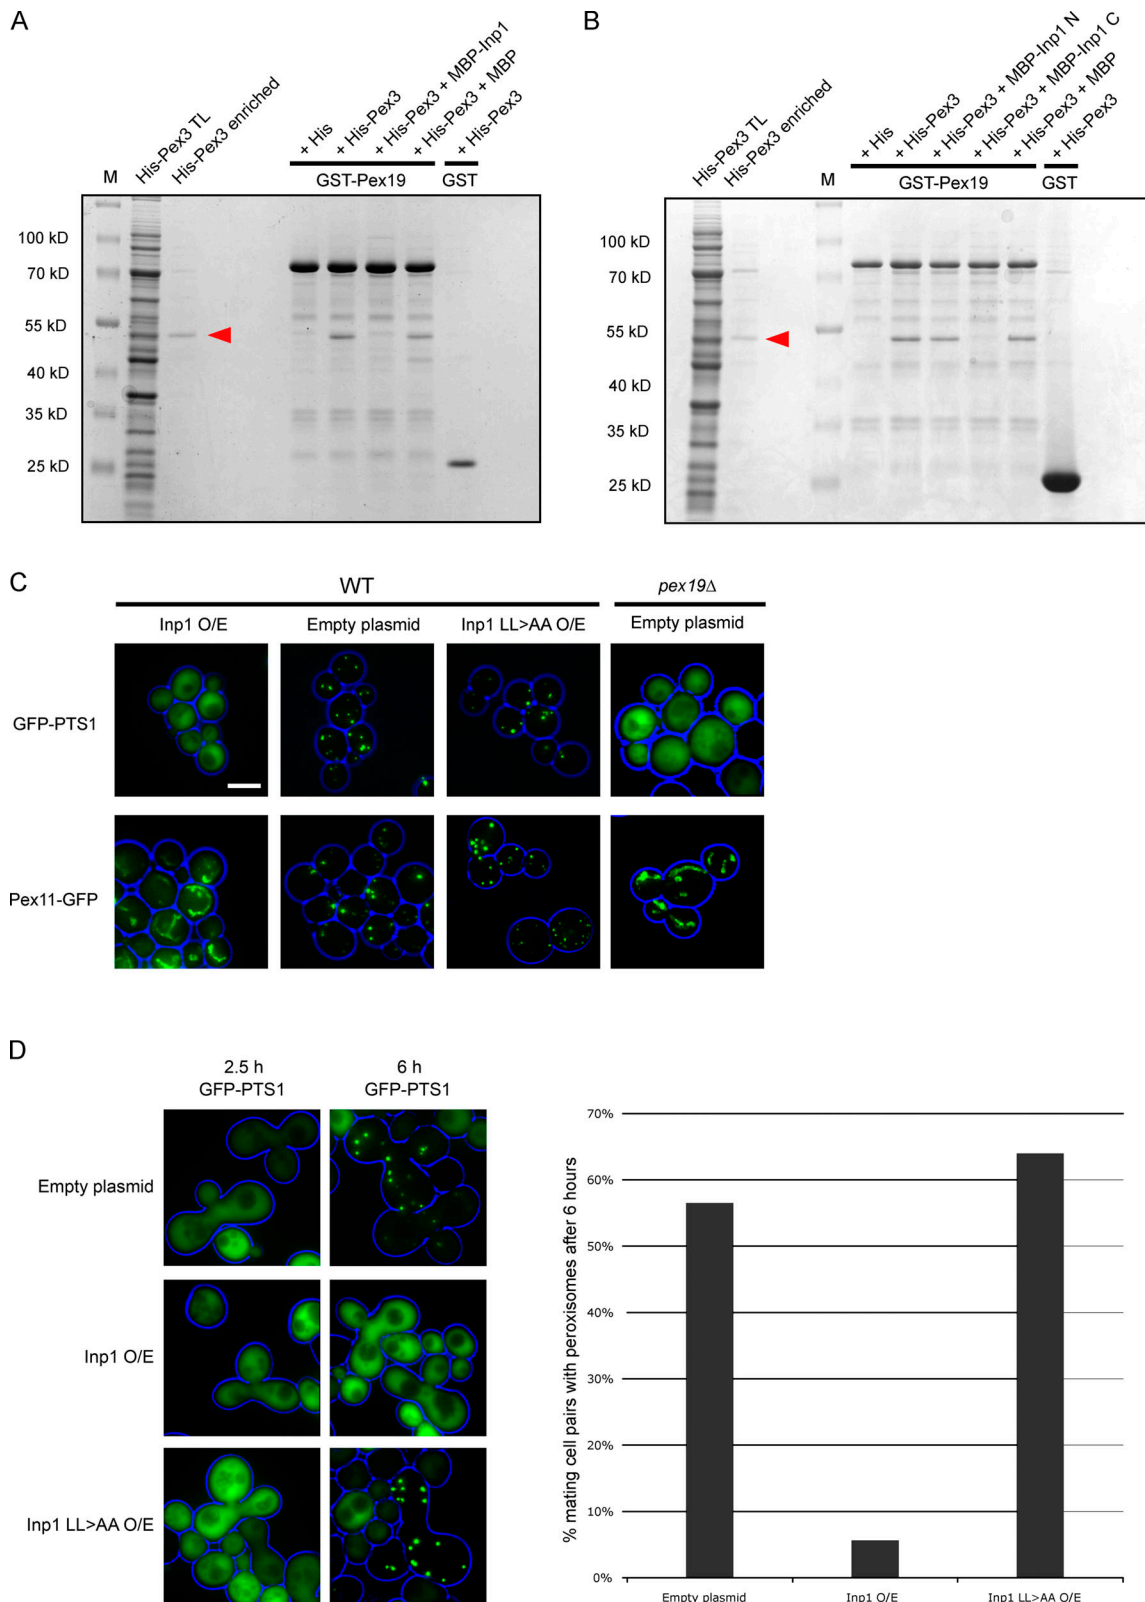 A
His-Pex3 TL
His-Pex3 enriched
+ His
+ His-Pex3
+ His-Pex3 + MBP-Inp1
+ His-Pex3 + MBP
+ His-Pex3
M
GST-Pex19
GST
100 kD
70 kD
55 kD
40 kD
35 kD
25 kD
B
His-Pex3 TL
His-Pex3 enriched
+ His
+ His-Pex3
+ His-Pex3 + MBP-Inp1 N
+ His-Pex3 + MBP-Inp1 C
+ His-Pex3 + MBP
+ His-Pex3
M
GST-Pex19
GST
100 kD
70 kD
55 kD
40 kD
35 kD
25 kD
C
WT
pex19Δ
Inp1 O/E
Empty plasmid
Inp1 LL>AA O/E
Empty plasmid
GFP-PTS1
Pex11-GFP
D
2.5 h
GFP-PTS1
6 h
GFP-PTS1
Empty plasmid
Inp1 O/E
Inp1 LL>AA O/E
% mating cell pairs with peroxisomes after 6 hours
70%
60%
50%
40%
30%
20%
10%
0%
Empty plasmid
Inp1 O/E
Inp1 LL>AA O/E